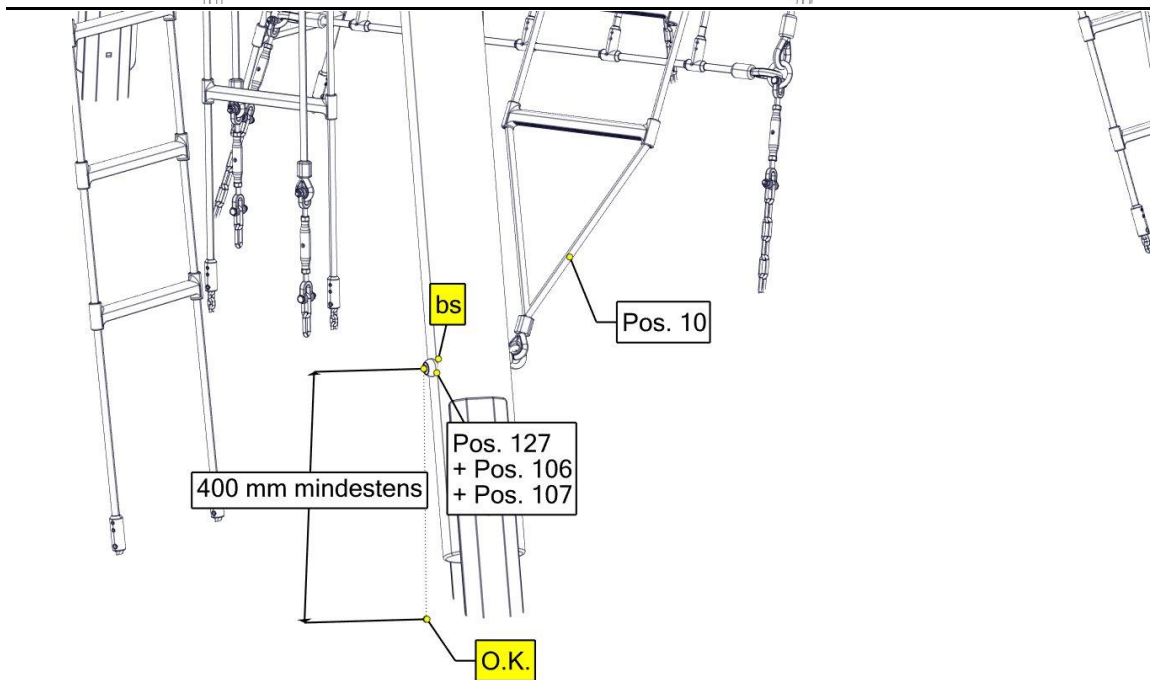 bs
Pos. 10
Pos. 127
+ Pos. 106
+ Pos. 107
400 mm mindestens
O.K.